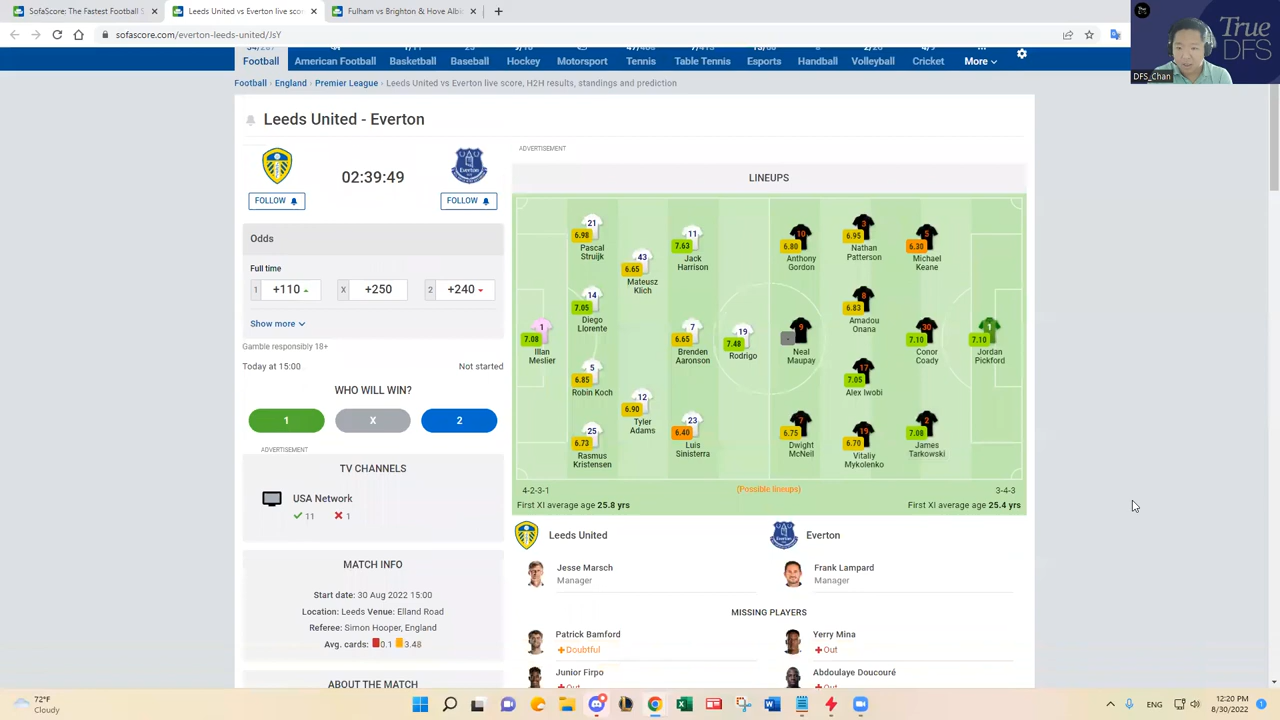 SofaScore: The Fastest Football S
Leeds United vs Everton live score
Fulham vs Brighton & Hove Albi
sofascore.com/everton-leeds-united/JsY
True
DFS
DFS_Chan
Football
American Football
Basketball
Baseball
Hockey
Motorsport
Tennis
Table Tennis
Esports
Handball
Volleyball
Cricket
More
Football
England
Premier League
Leeds United vs Everton live score, H2H results, standings and prediction
Leeds United - Everton
02:39:49
FOLLOW
FOLLOW
Odds
Full time
1 +110
X +250
2 +240
Show more
Gamble responsibly 18+
Today at 15:00
Not started
WHO WILL WIN?
1
X
2
ADVERTISEMENT
TV CHANNELS
USA Network
11
1
MATCH INFO
Start date: 30 Aug 2022 15:00
Location: Leeds Venue: Elland Road
Referee: Simon Hooper, England
Avg. cards: 0.1 3.48
ABOUT THE MATCH
ADVERTISEMENT
LINEUPS
1
7.08
Illan
Meslier
21
6.98
Pascal
Struijk
14
7.05
Diego
Llorente
5
6.85
Robin Koch
25
6.73
Rasmus
Kristensen
43
6.65
Mateusz
Klich
12
6.90
Tyler
Adams
11
7.63
Jack
Harrison
7
6.65
Brenden
Aaronson
23
6.40
Luis
Sinisterra
19
7.48
Rodrigo
10
6.80
Anthony
Gordon
9
-
Neal
Maupay
7
6.75
Dwight
McNeil
3
6.95
Nathan
Patterson
8
6.83
Amadou
Onana
17
7.05
Alex Iwobi
19
6.70
Vitaliy
Mykolenko
5
6.30
Michael
Keane
30
7.10
Conor
Coady
2
7.08
James
Tarkowski
1
7.10
Jordan
Pickford
4-2-3-1
(Possible lineups)
3-4-3
First XI average age 25.8 yrs
First XI average age 25.4 yrs
Leeds United
Everton
Jesse Marsch
Manager
Frank Lampard
Manager
MISSING PLAYERS
Patrick Bamford
Doubtful
Yerry Mina
Out
Junior Firpo
Out
Abdoulaye Doucouré
Out
72°F
Cloudy
ENG
12:20 PM
8/30/2022